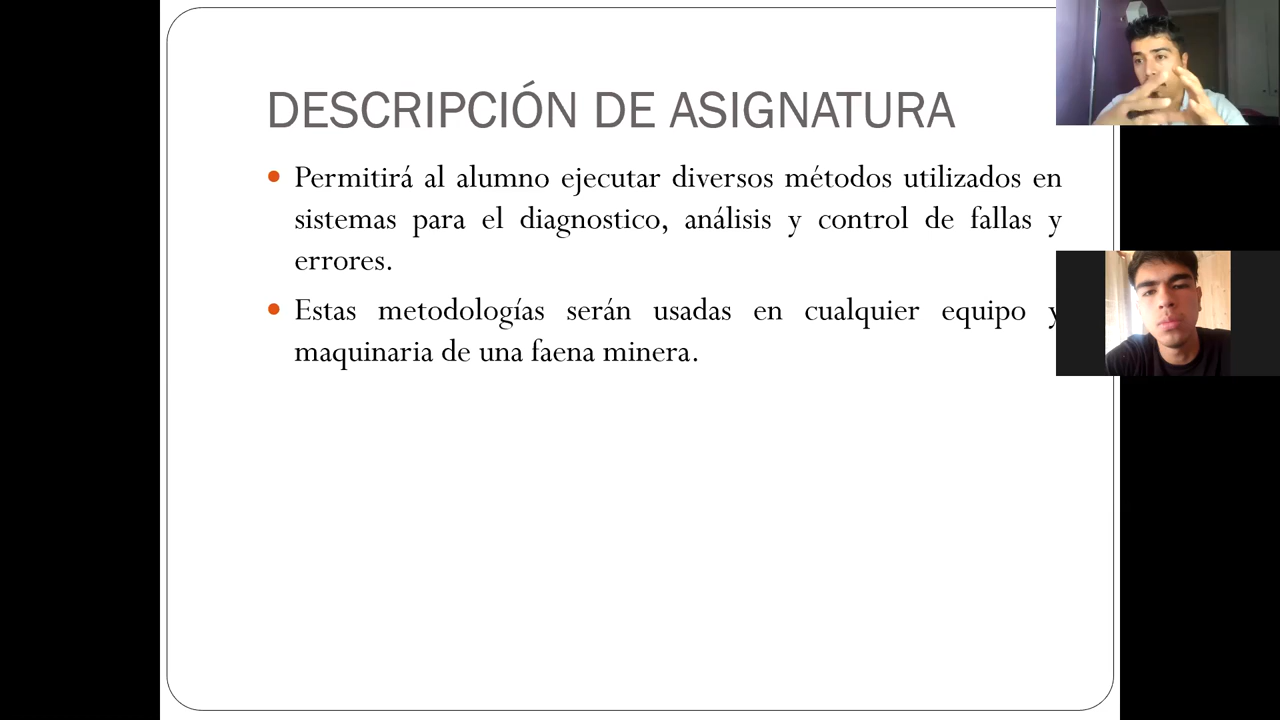 DESCRIPCIÓN DE ASIGNATURA
Permitirá al alumno ejecutar diversos métodos utilizados en
sistemas para el diagnostico, análisis y control de fallas y
errores.
Estas metodologías serán usadas en cualquier equipo y
maquinaria de una faena minera.